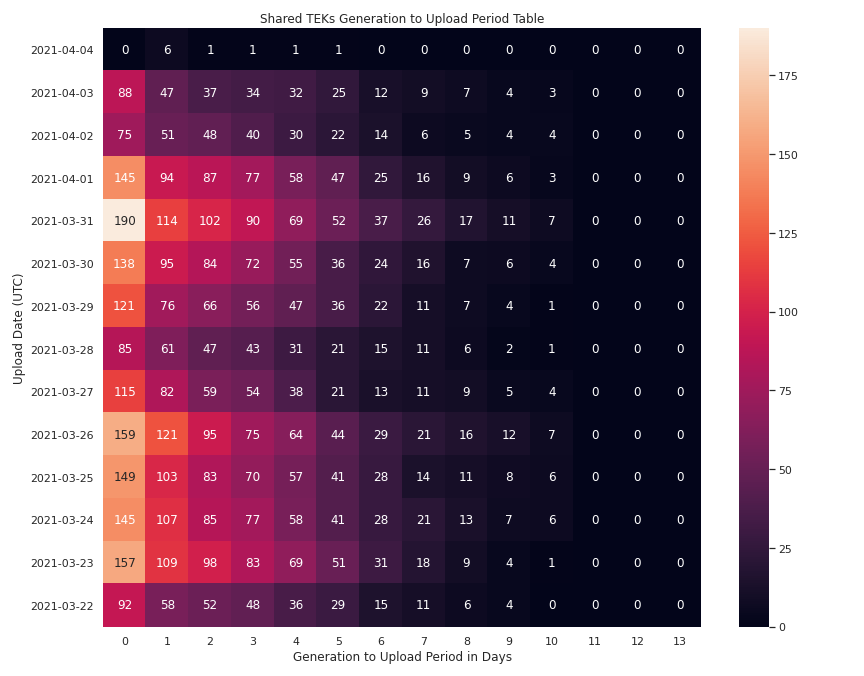 Shared TEKs Generation to Upload Period Table
Upload Date (UTC)
2021-04-04 0 6 1 1 1 1 0 0 0 0 0 0 0 0
2021-04-03 88 47 37 34 32 25 12 9 7 4 3 0 0 0
2021-04-02 75 51 48 40 30 22 14 6 5 4 4 0 0 0
2021-04-01 145 94 87 77 58 47 25 16 9 6 3 0 0 0
2021-03-31 190 114 102 90 69 52 37 26 17 11 7 0 0 0
2021-03-30 138 95 84 72 55 36 24 16 7 6 4 0 0 0
2021-03-29 121 76 66 56 47 36 22 11 7 4 1 0 0 0
2021-03-28 85 61 47 43 31 21 15 11 6 2 1 0 0 0
2021-03-27 115 82 59 54 38 21 13 11 9 5 4 0 0 0
2021-03-26 159 121 95 75 64 44 29 21 16 12 7 0 0 0
2021-03-25 149 103 83 70 57 41 28 14 11 8 6 0 0 0
2021-03-24 145 107 85 77 58 41 28 21 13 7 6 0 0 0
2021-03-23 157 109 98 83 69 51 31 18 9 4 1 0 0 0
2021-03-22 92 58 52 48 36 29 15 11 6 4 0 0 0 0
0 1 2 3 4 5 6 7 8 9 10 11 12 13
Generation to Upload Period in Days
175
150
125
100
75
50
25
0